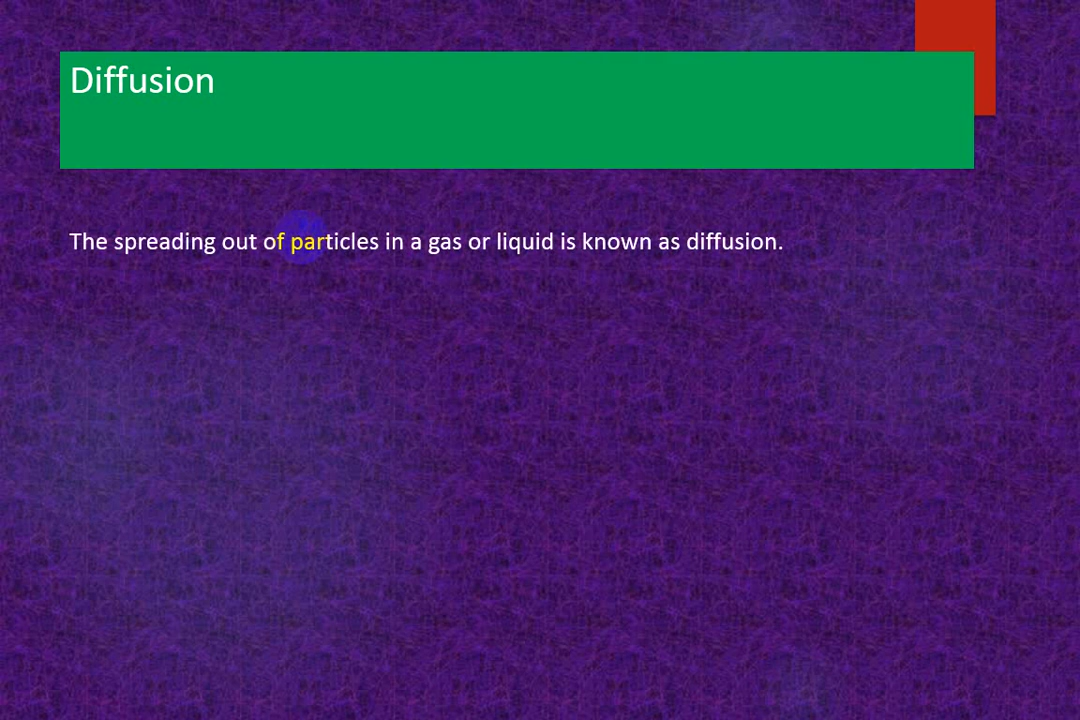 Diffusion
The spreading out of particles in a gas or liquid is known as diffusion.